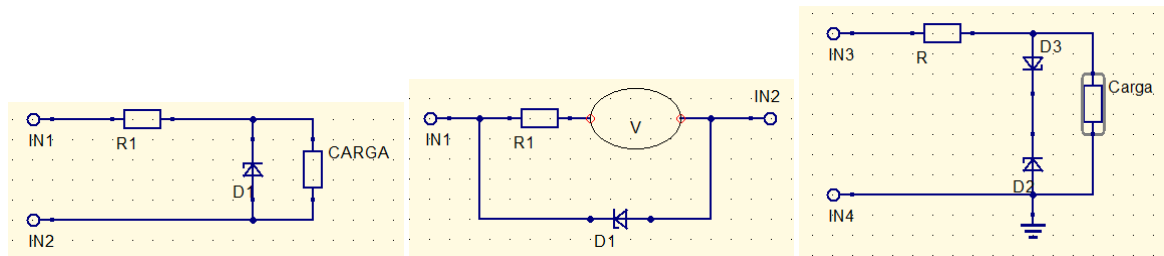 IN1
R1
D1
CARGA
IN2
IN1
R1
V
IN2
D1
IN3
R
D3
Carga
D2
IN4